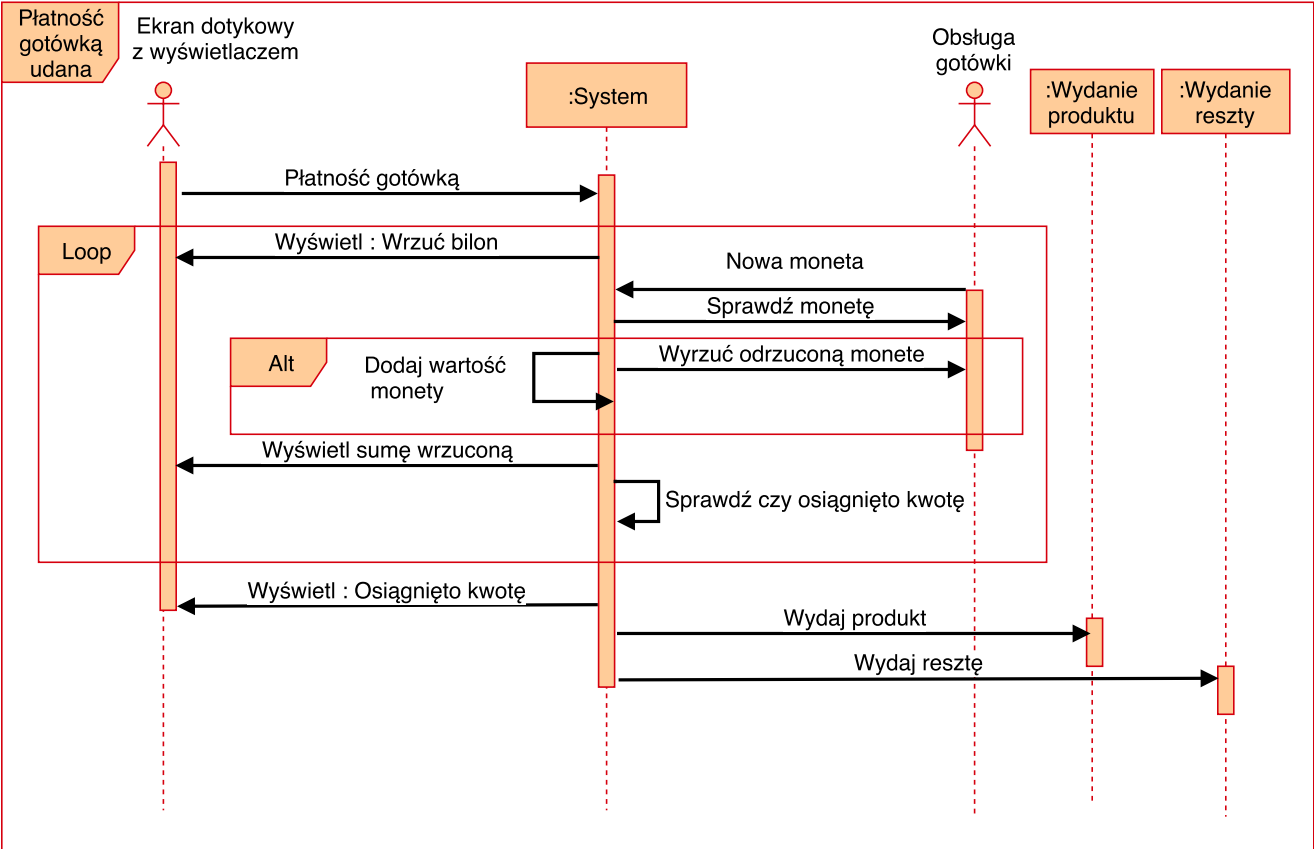 Płatność
gotówką
udana
Ekran dotykowy
z wyświetlaczem
:System
Obsługa
gotówki
:Wydanie
produktu
:Wydanie
reszty
Płatność gotówką
Loop
Wyświetl : Wrzuć bilon
Nowa moneta
Sprawdź monetę
Alt
Dodaj wartość
monety
Wyrzuć odrzuconą monete
Wyświetl sumę wrzuconą
Sprawdź czy osiągnięto kwotę
Wyświetl : Osiągnięto kwotę
Wydaj produkt
Wydaj resztę